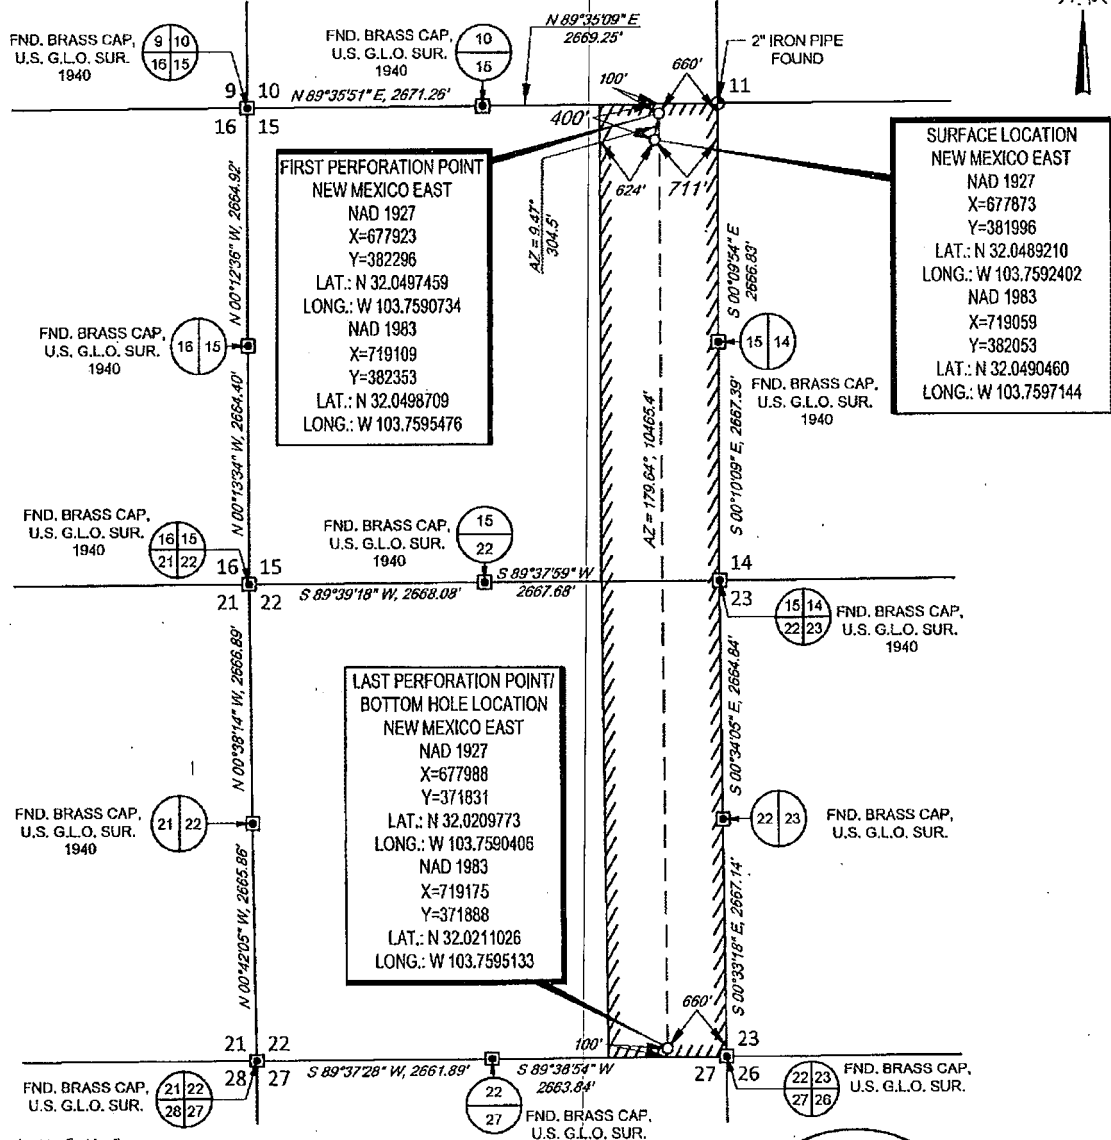 FND. BRASS CAP,
U.S. G.L.O. SUR.
1940
9 10
16 15
FND. BRASS CAP,
U.S. G.L.O. SUR.
1940
10
15
N 89°35'09" E
2669.25'
2" IRON PIPE
FOUND
660'
100'
11
9 10
N 89°35'51" E, 2671.26'
16 15
400'
FIRST PERFORATION POINT
NEW MEXICO EAST
NAD 1927
X=677923
Y=382296
LAT.: N 32.0497459
LONG.: W 103.7590734
NAD 1983
X=719109
Y=382353
LAT.: N 32.0498709
LONG.: W 103.7595476
SURFACE LOCATION
NEW MEXICO EAST
NAD 1927
X=677873
Y=381996
LAT.: N 32.0489210
LONG.: W 103.7592402
NAD 1983
X=719059
Y=382053
LAT.: N 32.0490460
LONG.: W 103.7597144
624'
711'
AZ = 9.47°
304.5'
N 00°12'36" W, 2664.92'
S 00°09'54" E
2666.83'
FND. BRASS CAP,
U.S. G.L.O. SUR.
1940
16 15
15 14
FND. BRASS CAP,
U.S. G.L.O. SUR.
1940
N 00°13'34" W, 2664.40'
AZ = 179.64°, 10465.4'
S 00°10'09" E, 2667.39'
FND. BRASS CAP,
U.S. G.L.O. SUR.
1940
16 15
21 22
16 15
21 22
FND. BRASS CAP,
U.S. G.L.O. SUR.
1940
15
22
S 89°39'18" W, 2668.08'
S 89°37'59" W
2667.68'
14
23
15 14
22 23
FND. BRASS CAP,
U.S. G.L.O. SUR.
1940
N 00°38'14" W, 2666.89'
S 00°34'05" E, 2664.84'
LAST PERFORATION POINT/
BOTTOM HOLE LOCATION
NEW MEXICO EAST
NAD 1927
X=677988
Y=371831
LAT.: N 32.0209773
LONG.: W 103.7590406
NAD 1983
X=719175
Y=371888
LAT.: N 32.0211026
LONG.: W 103.7595133
FND. BRASS CAP,
U.S. G.L.O. SUR.
1940
21 22
22 23
FND. BRASS CAP,
U.S. G.L.O. SUR.
N 00°42'05" W, 2665.86'
S 00°33'18" E, 2667.14'
660'
100'
21 22
28 27
23
27 26
S 89°37'28" W, 2661.89'
S 89°38'54" W
2663.84'
FND. BRASS CAP,
U.S. G.L.O. SUR.
21 22
28 27
22
27
FND. BRASS CAP,
U.S. G.L.O. SUR.
22 23
27 26
FND. BRASS CAP,
U.S. G.L.O. SUR.